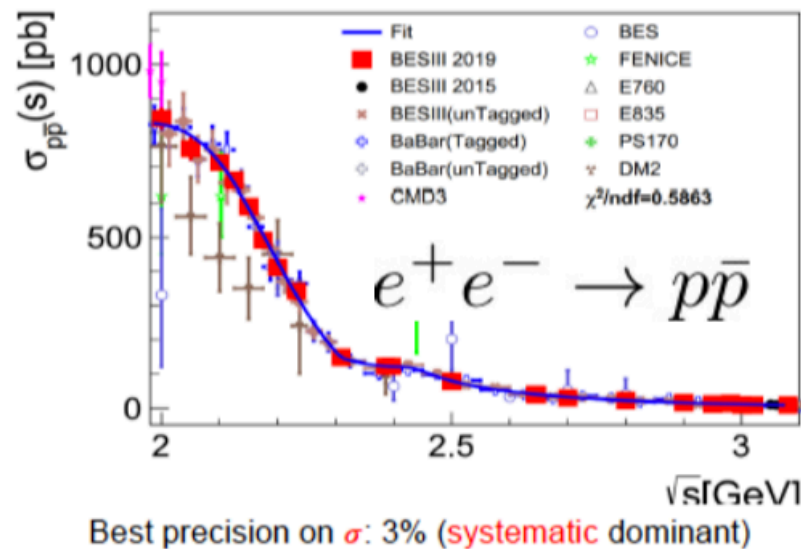 σpp̄(s) [pb]
1000
500
0
Fit
BESIII 2019
BESIII 2015
BESIII(unTagged)
BaBar(Tagged)
BaBar(unTagged)
CMD3
BES
FENICE
E760
E835
PS170
DM2
χ²/ndf=0.5863
e⁺e⁻ → pp̄
2
2.5
3
√s[GeV]
Best precision on σ: 3% (systematic dominant)